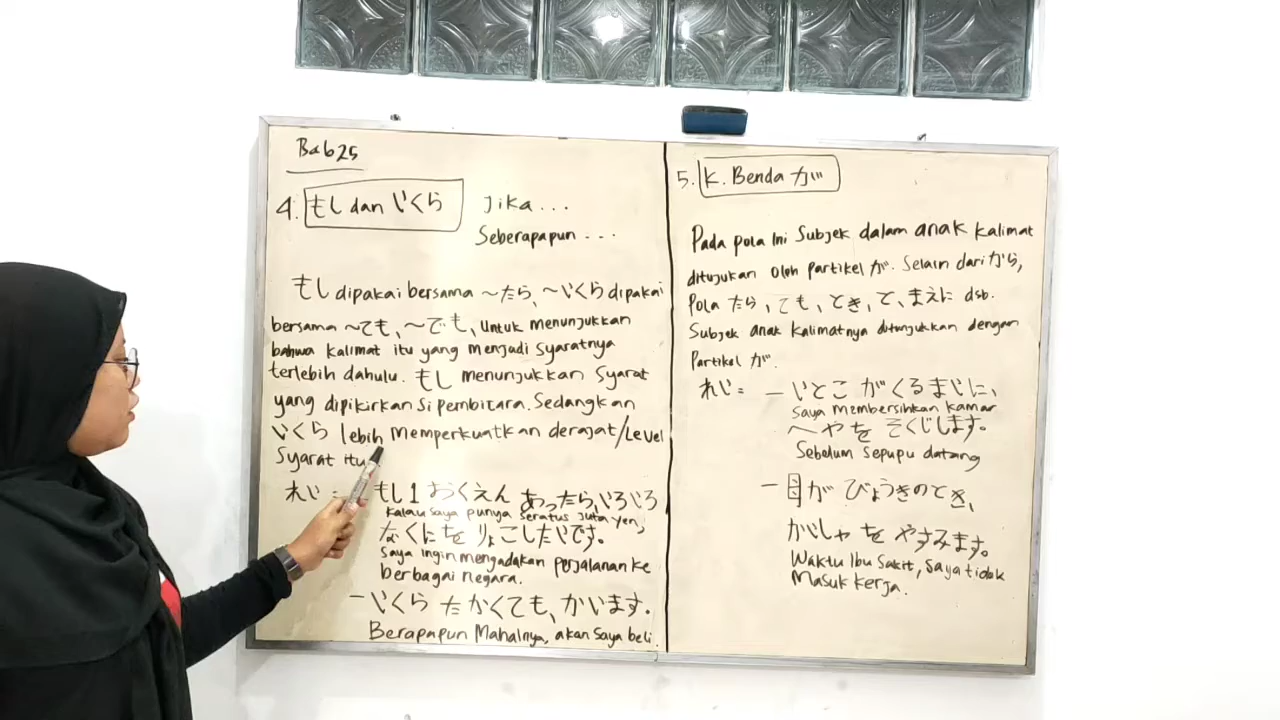 Bab 25
4. もし dan いくら
Jika ...
Seberapapun ...
もし dipakai bersama ~たら、~いくら dipakai
bersama ~ても、~でも、untuk menunjukkan
bahwa kalimat itu yang menjadi syaratnya
terlebih dahulu. もし menunjukkan syarat
yang dipikirkan si pembicara. Sedangkan
いくら lebih memperkuatkan derajat/level
syarat itu
れい = - もし 1 おくえん あったら、いろいろ
Kalau saya punya seratus juta yen,
なくにを りょこしたいです。
Saya ingin mengadakan perjalanan ke
berbagai negara.
- いくら たかくても、かいます。
Berapapun Mahalnya, akan saya beli.
5. K. Benda が
Pada pola ini Subjek dalam anak kalimat
ditujukan oleh partikel が. Selain dari から,
Pola たら, ても, とき, と, まえに dsb.
Subjek anak kalimatnya ditunjukkan dengan
Partikel が.
れい = - いとこ がくるまえに、
Saya membersihkan kamar
へやを そくじします。
Sebelum sepupu datang
- 母が びょうきのとき、
がいしゃを やすみます。
Waktu Ibu sakit, saya tidak
Masuk kerja.